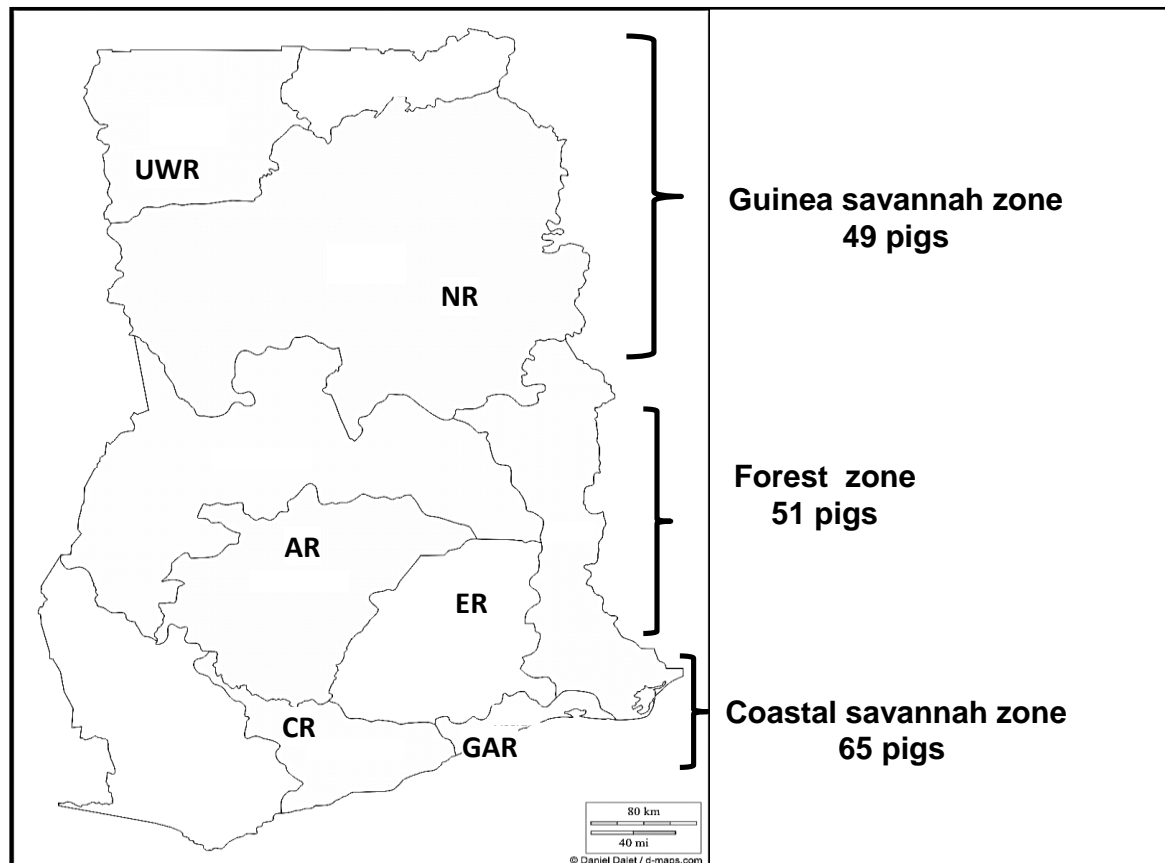 UWR
Guinea savannah zone
49 pigs
NR
Forest zone
51 pigs
AR
ER
CR
GAR
Coastal savannah zone
65 pigs
80 km
40 mi
© Daniel Dalet / d-maps.com